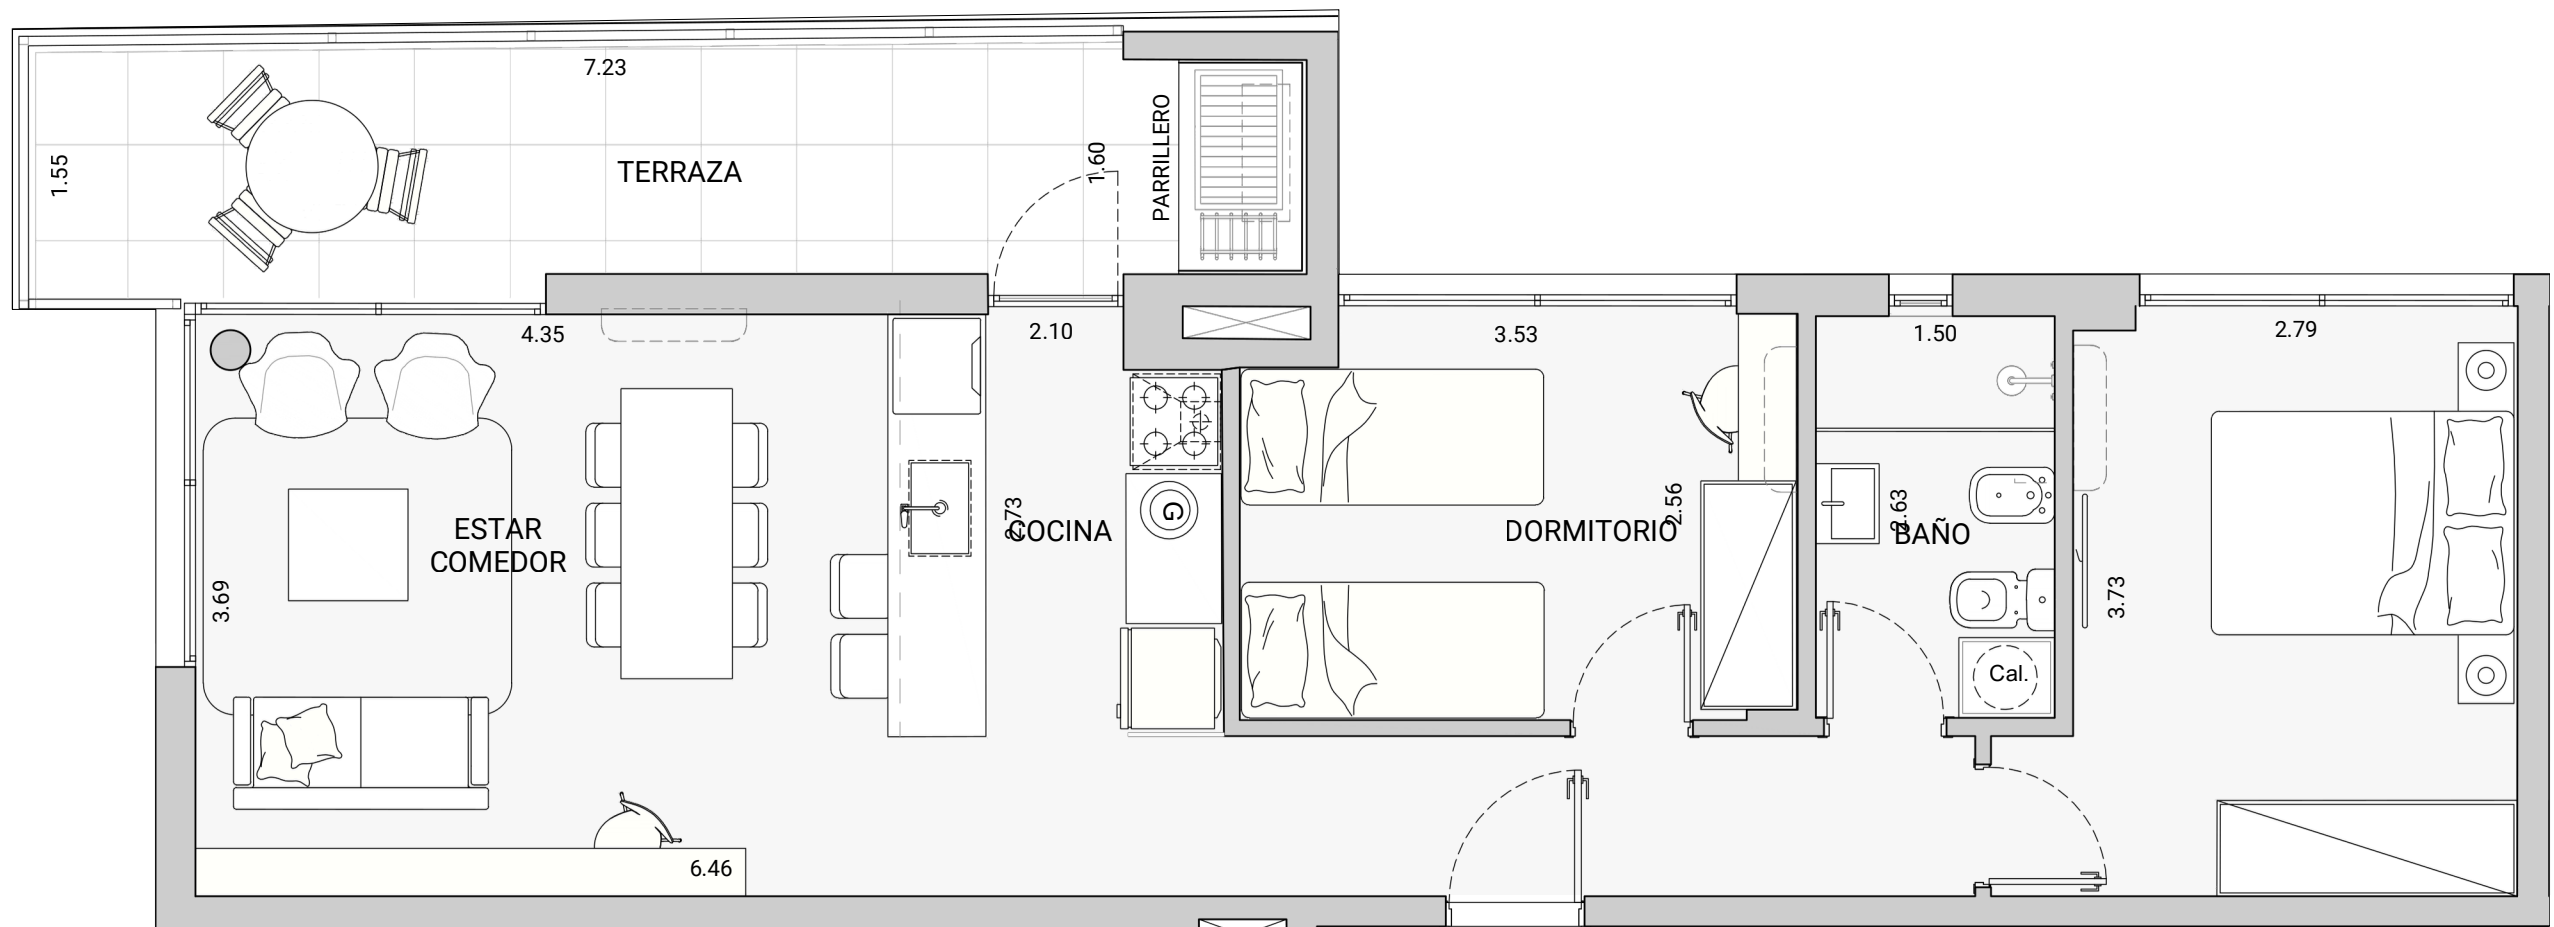 7.23
1.55
TERRAZA
1.60
PARRILLERO
4.35
2.10
3.53
1.50
2.79
ESTAR
COMEDOR
3.69
2.73
COCINA
G
DORMITORIO
2.56
2.63
BAÑO
3.73
Cal.
6.46